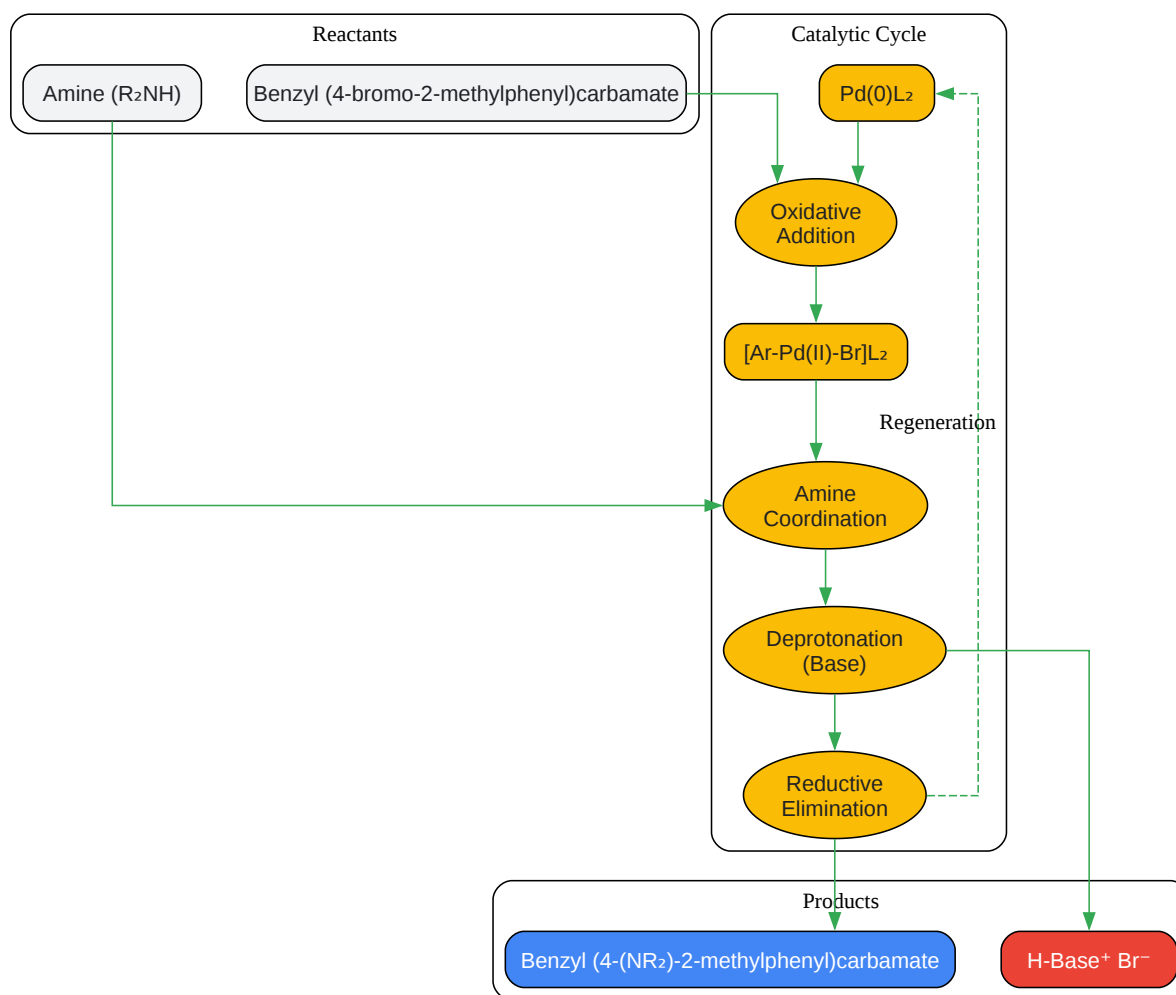 Reactants
Catalytic Cycle
Amine (R₂NH)
Benzyl (4-bromo-2-methylphenyl)carbamate
Pd(0)L₂
Oxidative
Addition
[Ar-Pd(II)-Br]L₂
Regeneration
Amine
Coordination
Deprotonation
(Base)
Reductive
Elimination
Products
Benzyl (4-(NR₂)-2-methylphenyl)carbamate
H-Base⁺ Br⁻